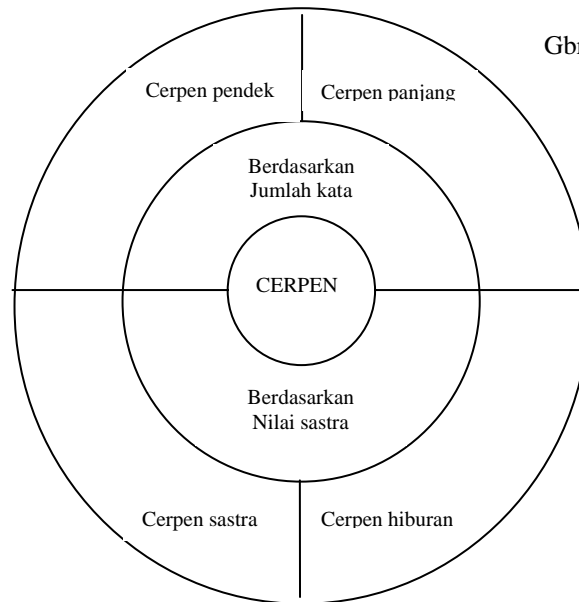 Gbr
Cerpen pendek
Cerpen panjang
Berdasarkan
Jumlah kata
CERPEN
Berdasarkan
Nilai sastra
Cerpen sastra
Cerpen hiburan